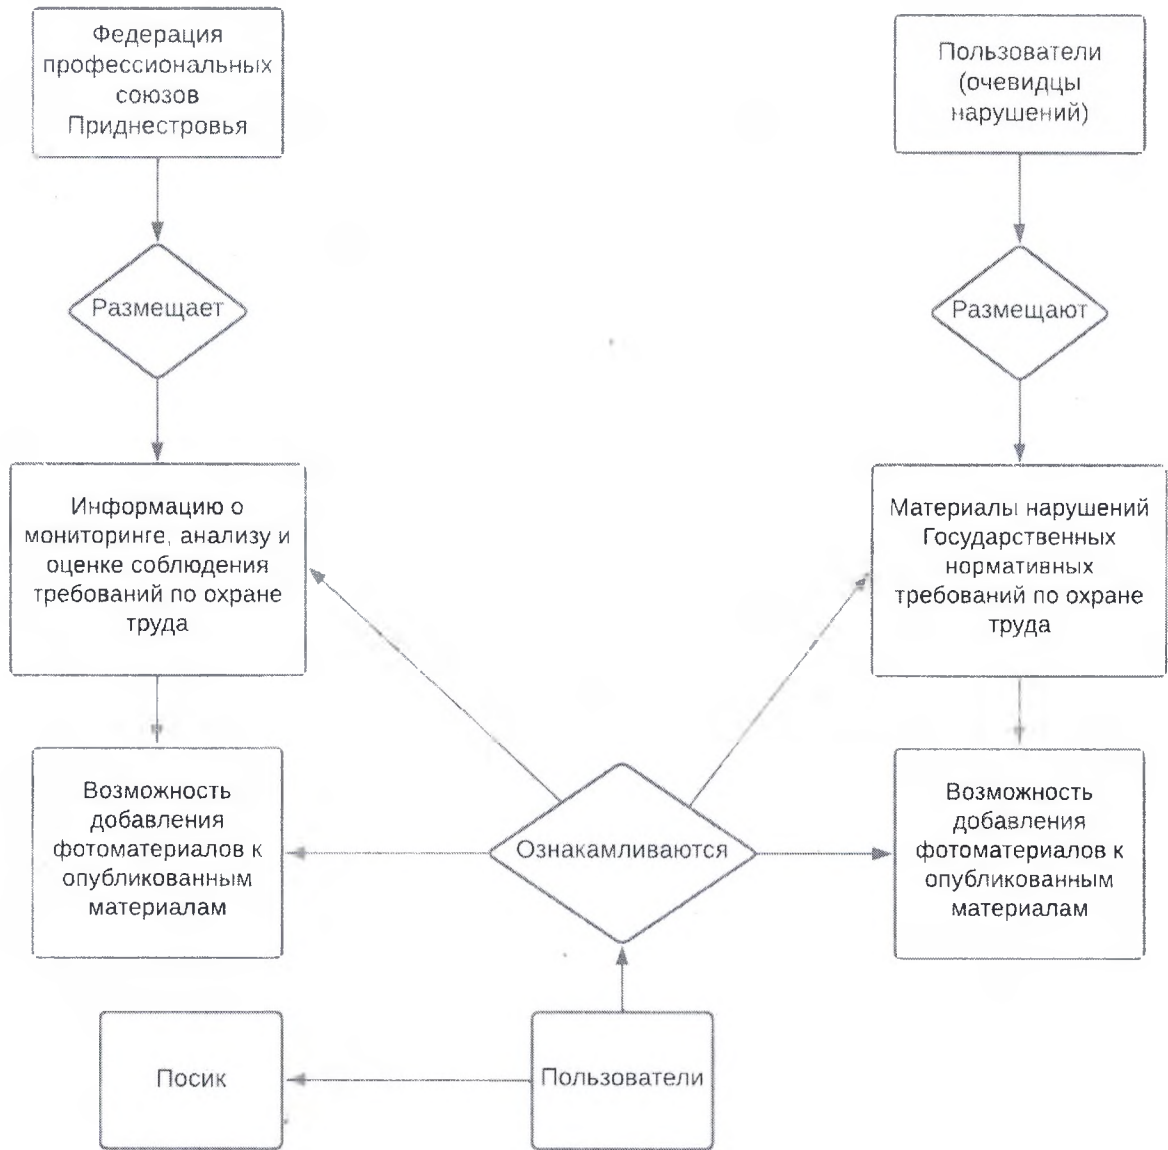 Федерация
профессиональных
союзов
Приднестровья
Пользователи
(очевидцы
нарушений)
Размещает
Размещают
Информацию о
мониторинге, анализу и
оценке соблюдения
требований по охране
труда
Материалы нарушений
Государственных
нормативных
требований по охране
труда
Возможность
добавления
фотоматериалов к
опубликованным
материалам
Ознакамливаются
Возможность
добавления
фотоматериалов к
опубликованным
материалам
Посик
Пользователи